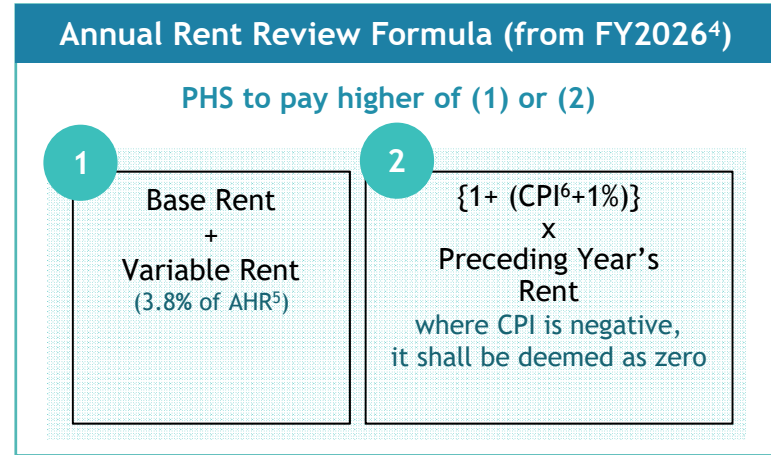 Annual Rent Review Formula (from FY2026⁴)
PHS to pay higher of (1) or (2)
1
Base Rent
+
Variable Rent
(3.8% of AHR⁵)
2
{1+ (CPI⁶+1%)}
x
Preceding Year’s
Rent
where CPI is negative,
it shall be deemed as zero